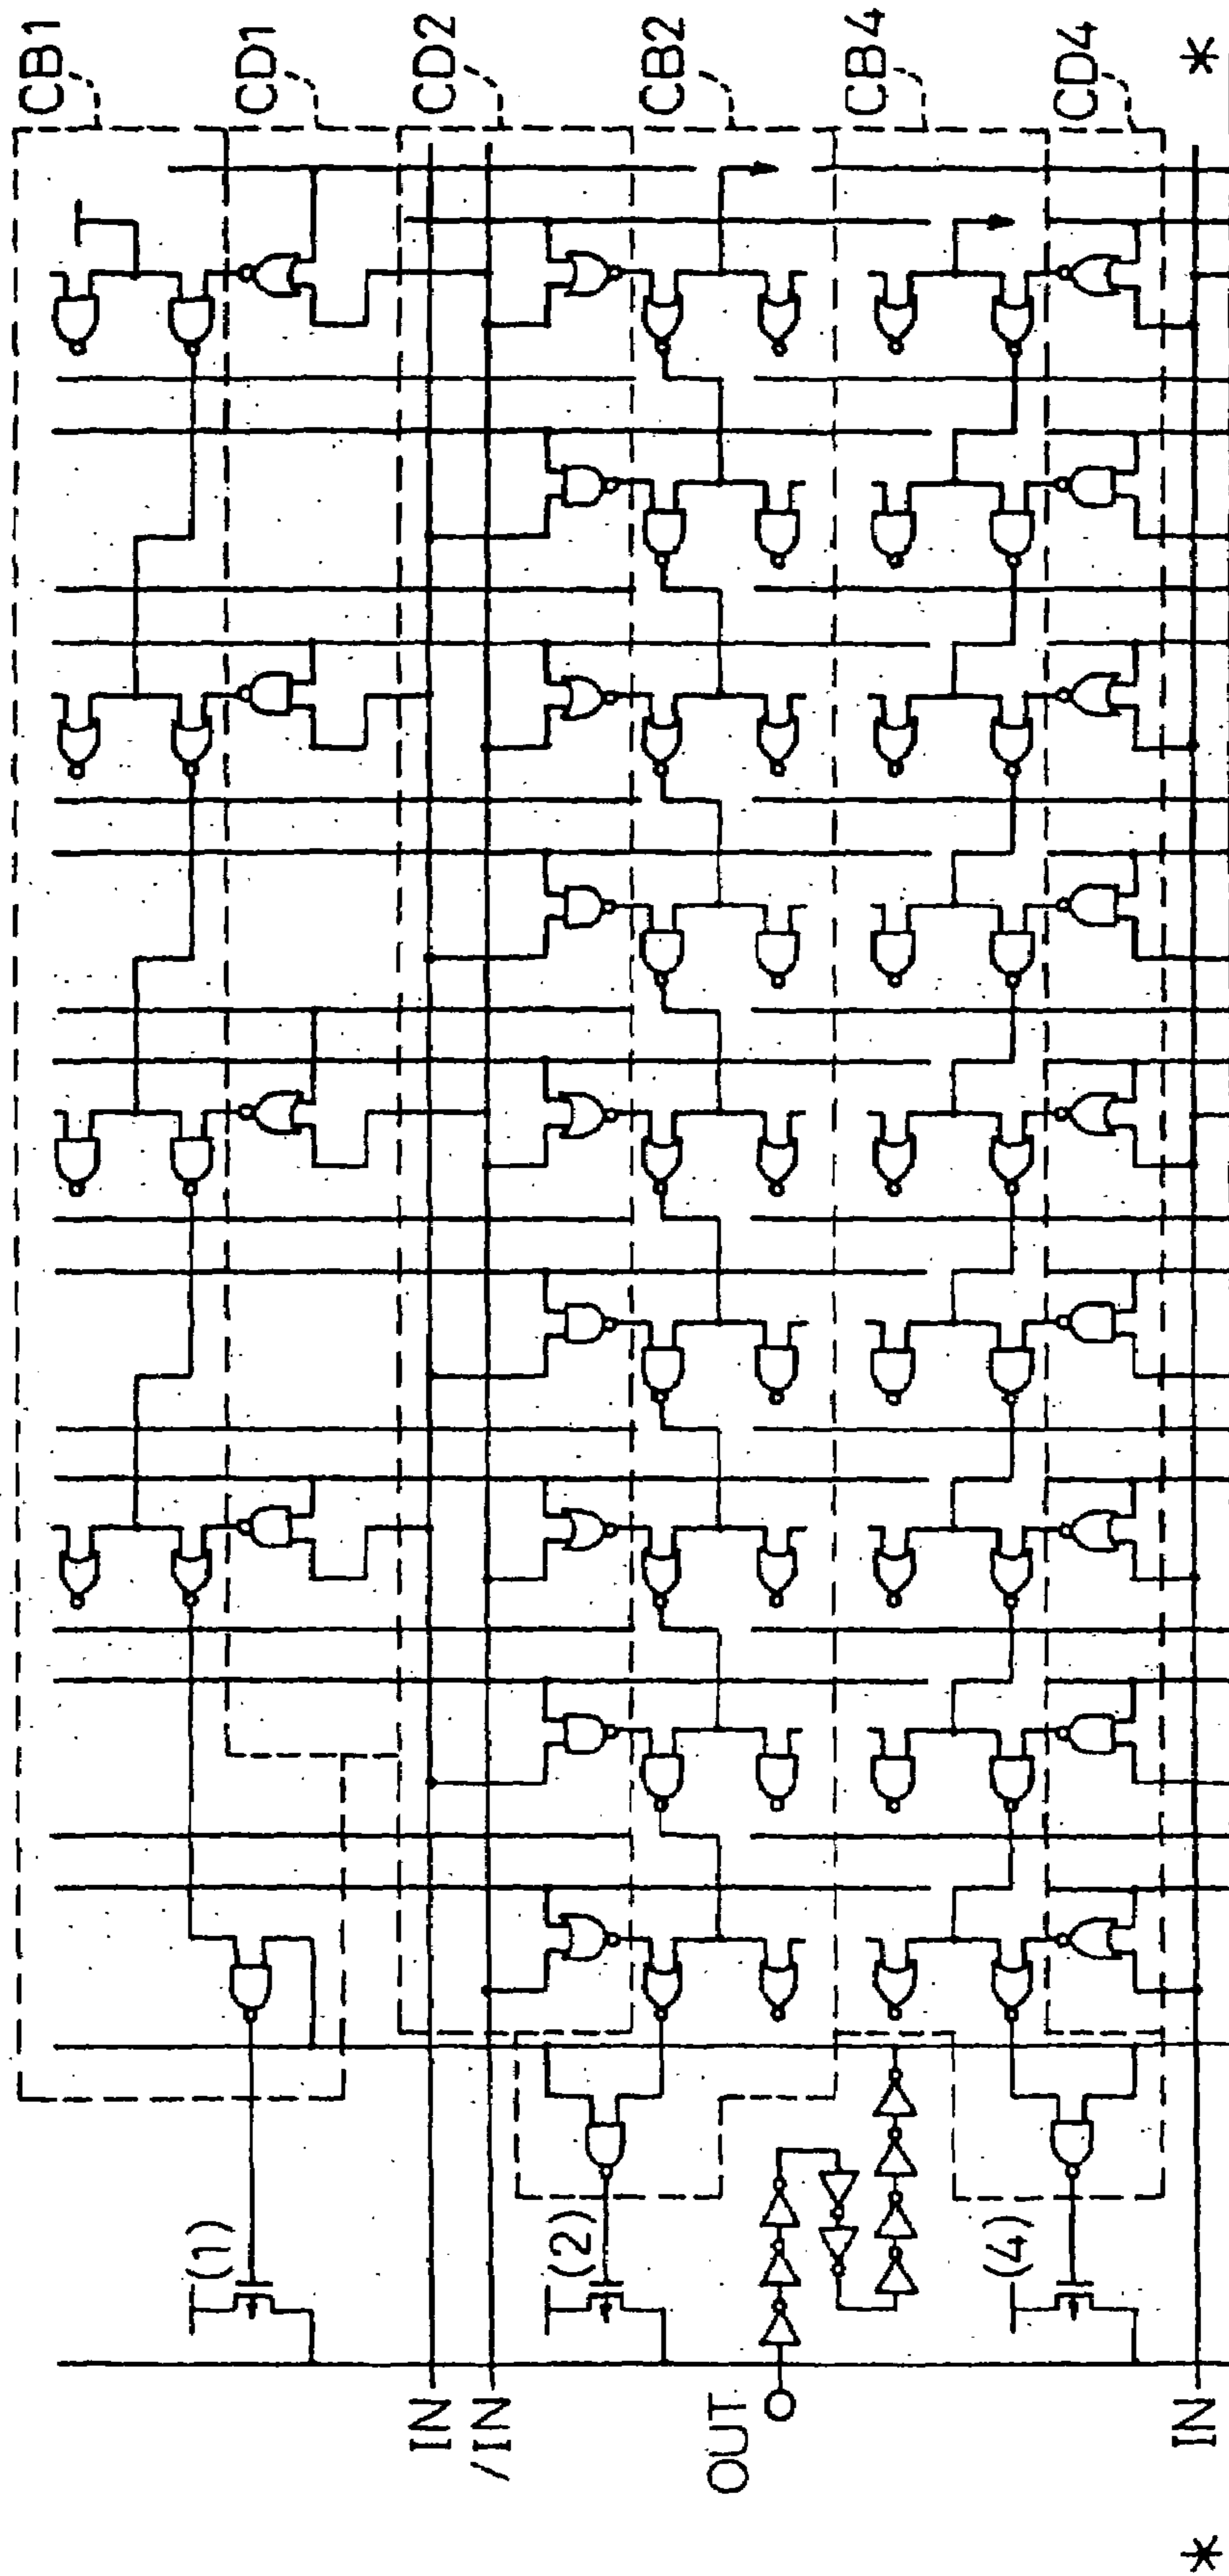 CB1
CD1
CD2
CB2
CB4
CD4
*
(1)
(2)
(4)
IN
/IN
OUT
IN
*